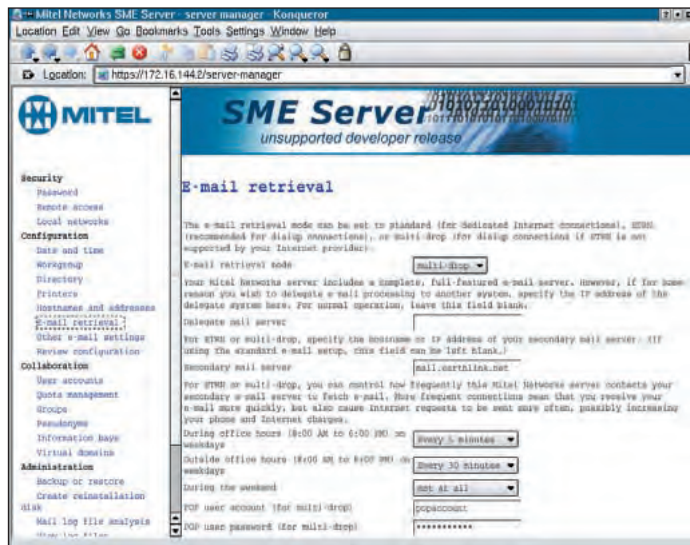 Mitel Networks SME Server - server manager - Konqueror
Location Edit View Go Bookmarks Tools Settings Window Help
Location: https://172.16.144.2/server-manager
MITEL
SME Server
unsupported developer release
Security
Password
Remote access
Local networks
Configuration
Date and time
Workgroup
Directory
Printers
Hostnames and addresses
E-mail retrieval
Other e-mail settings
Review configuration
Collaboration
User accounts
Quota management
Groups
Pseudonyms
Information bays
Virtual domains
Administration
Backup or restore
Create reinstallation
disk
Mail log file analysis
View log files
E-mail retrieval
The e-mail retrieval mode can be set to standard (for dedicated Internet connections), ETRN
(recommended for dialup connections), or multi-drop (for dialup connections if ETRN is not
supported by your Internet provider).
E-mail retrieval mode
multi-drop
Your Mitel Networks server includes a complete, full-featured e-mail server. However, if for some
reason you wish to delegate e-mail processing to another system, specify the IP address of the
delegate system here. For normal operation, leave this field blank.
Delegate mail server
For ETRN or multi-drop, specify the hostname or IP address of your secondary mail server. (If
using the standard e-mail setup, this field can be left blank.)
Secondary mail server
mail.earthlink.net
For ETRN or multi-drop, you can control how frequently this Mitel Networks server contacts your
secondary e-mail server to fetch e-mail. More frequent connections mean that you receive your
e-mail more quickly, but also cause Internet requests to be sent more often, possibly increasing
your phone and Internet charges.
During office hours (8:00 AM to 6:00 PM) on
weekdays
Every 5 minutes
Outside office hours (8:00 AM to 6:00 PM) on
weekdays
Every 30 minutes
During the weekend
not at all
POP user account (for multi-drop)
popaccount
POP user password (for multi-drop)
***********